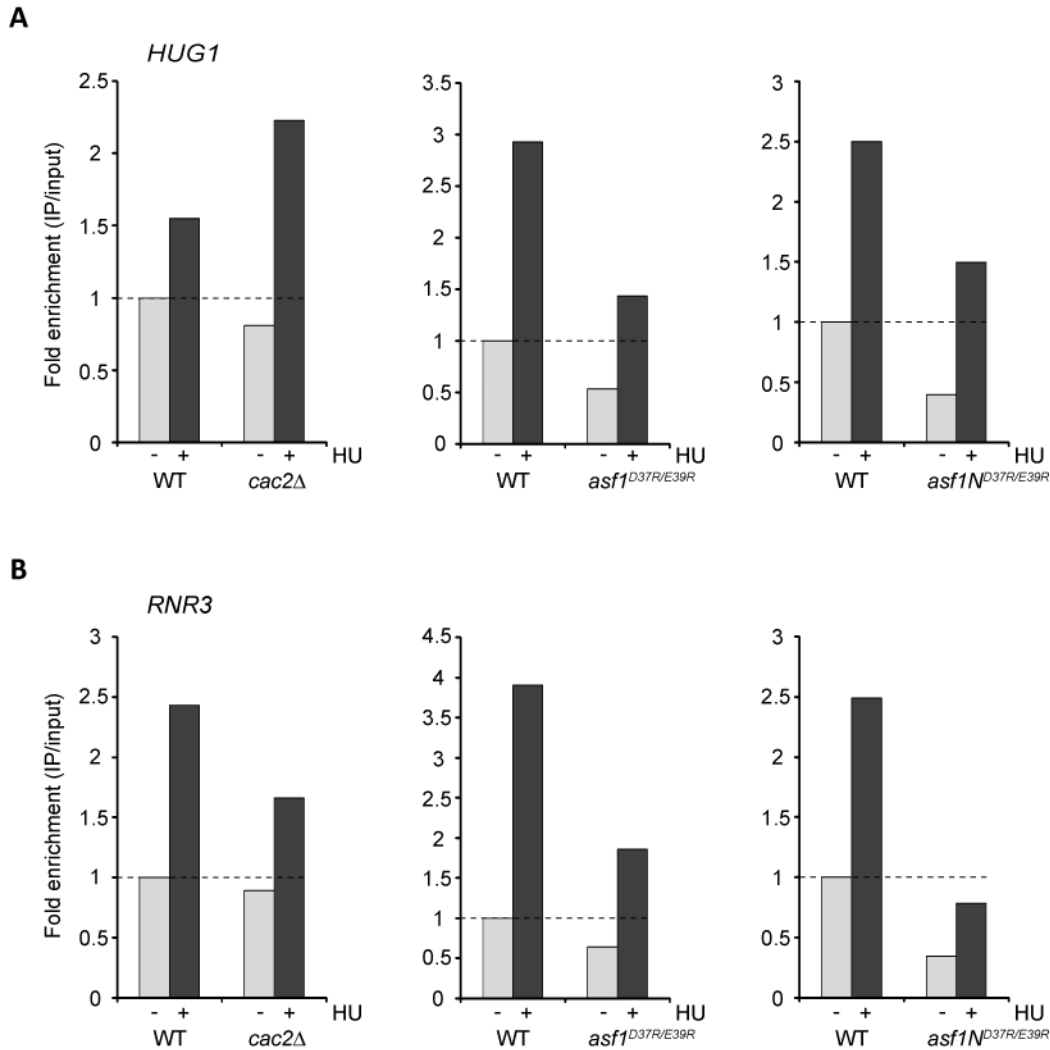 A
HUG1
Fold enrichment (IP/input)
2.5
2
1.5
1
0.5
0
- + - + HU
WT cac2Δ
3.5
3
2.5
2
1.5
1
0.5
0
- + - + HU
WT asf1D37R/E39R
3
2.5
2
1.5
1
0.5
0
- + - + HU
WT asf1ND37R/E39R
B
RNR3
Fold enrichment (IP/input)
3
2.5
2
1.5
1
0.5
0
- + - + HU
WT cac2Δ
4.5
4
3.5
3
2.5
2
1.5
1
0.5
0
- + - + HU
WT asf1D37R/E39R
3
2.5
2
1.5
1
0.5
0
- + - + HU
WT asf1ND37R/E39R